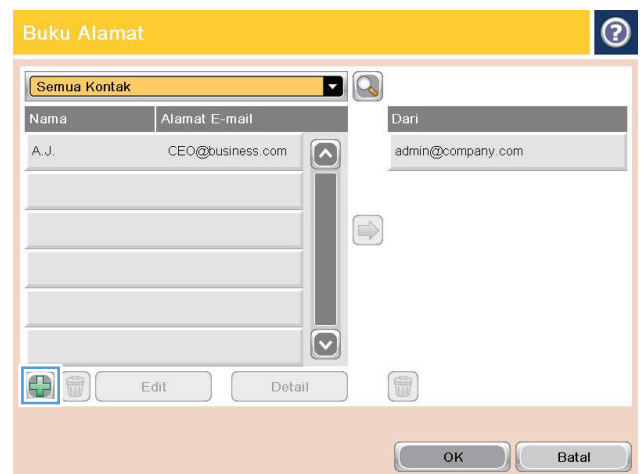 Buku Alamat
Semua Kontak
Nama Alamat E-mail Dari
A.J. CEO@business.com admin@company.com
Edit Detail
OK Batal